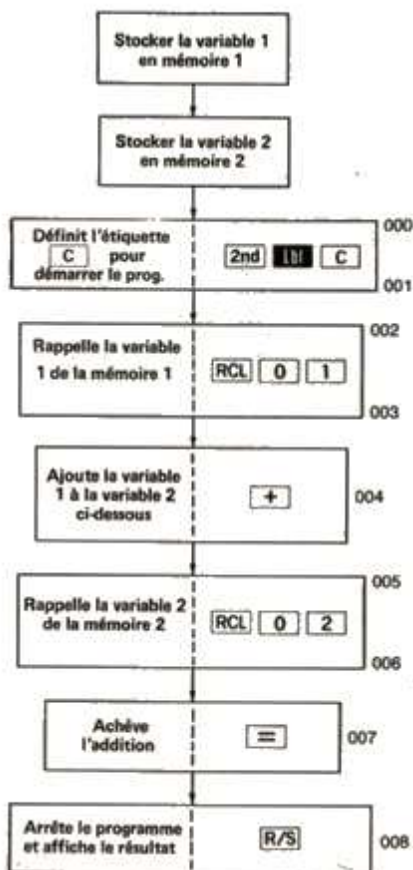 Stocker la variable 1
en mémoire 1
Stocker la variable 2
en mémoire 2
Définit l'étiquette
C pour
démarrer le prog.
2nd Lbl C
000
001
Rappelle la variable
1 de la mémoire 1
RCL 0 1
002
003
Ajoute la variable
1 à la variable 2
ci-dessous
+
004
Rappelle la variable 2
de la mémoire 2
RCL 0 2
005
006
Achève
l'addition
=
007
Arrête le programme
et affiche le résultat
R/S
008